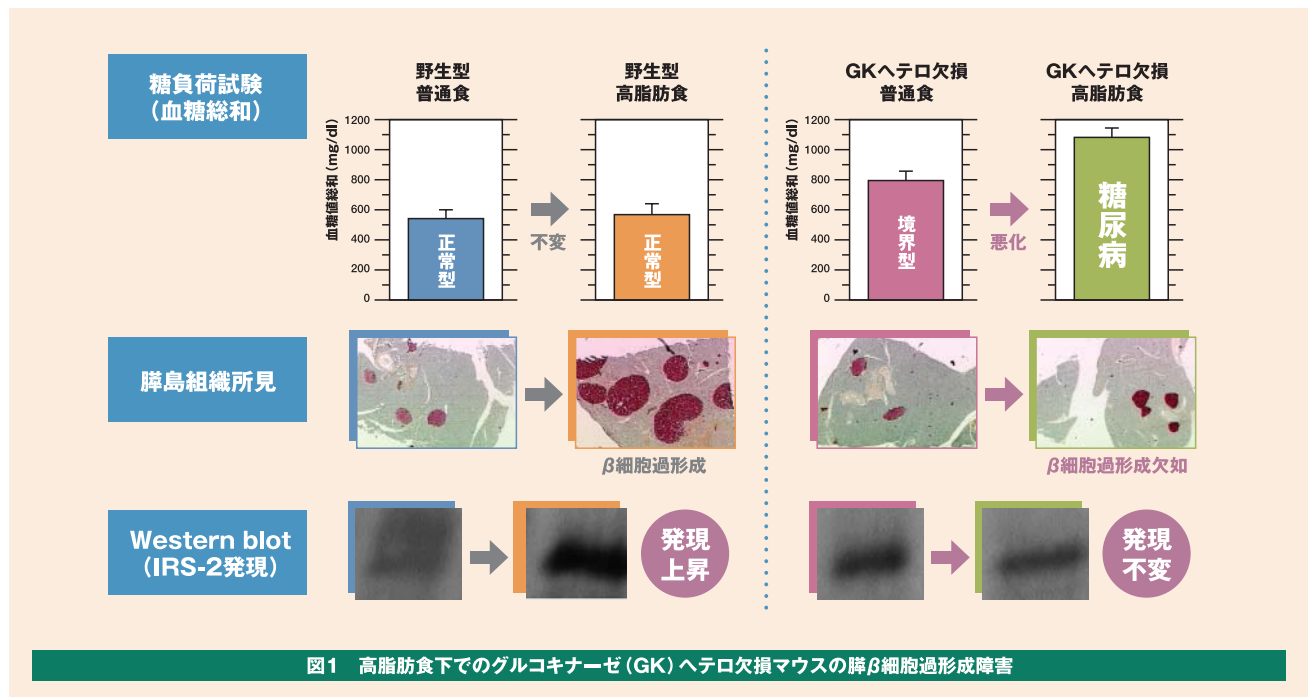 糖負荷試験
（血糖総和）
野生型
普通食
野生型
高脂肪食
GKヘテロ欠損
普通食
GKヘテロ欠損
高脂肪食
血糖値総和（mg/dl）
1200
1000
800
600
400
200
0
正常型
不変
正常型
血糖値総和（mg/dl）
1200
1000
800
600
400
200
0
境界型
悪化
糖尿病
膵島組織所見
β細胞過形成
β細胞過形成欠如
Western blot
（IRS-2発現）
発現
上昇
発現
不変
図1　高脂肪食下でのグルコキナーゼ（GK）ヘテロ欠損マウスの膵β細胞過形成障害